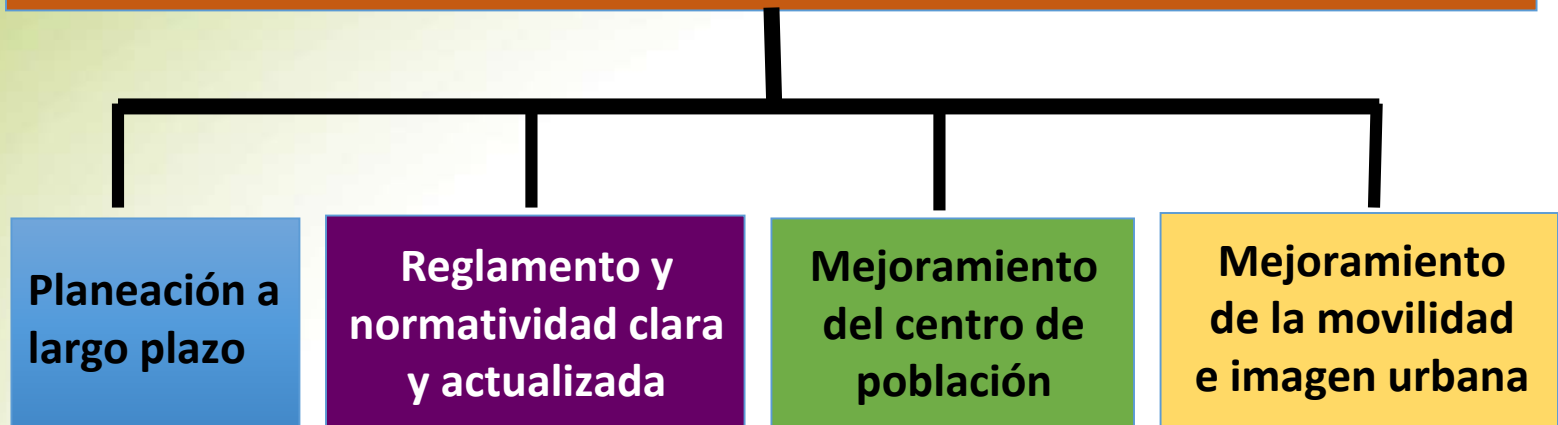 Planeación a
largo plazo
Reglamento y
normatividad clara
y actualizada
Mejoramiento
del centro de
población
Mejoramiento
de la movilidad
e imagen urbana